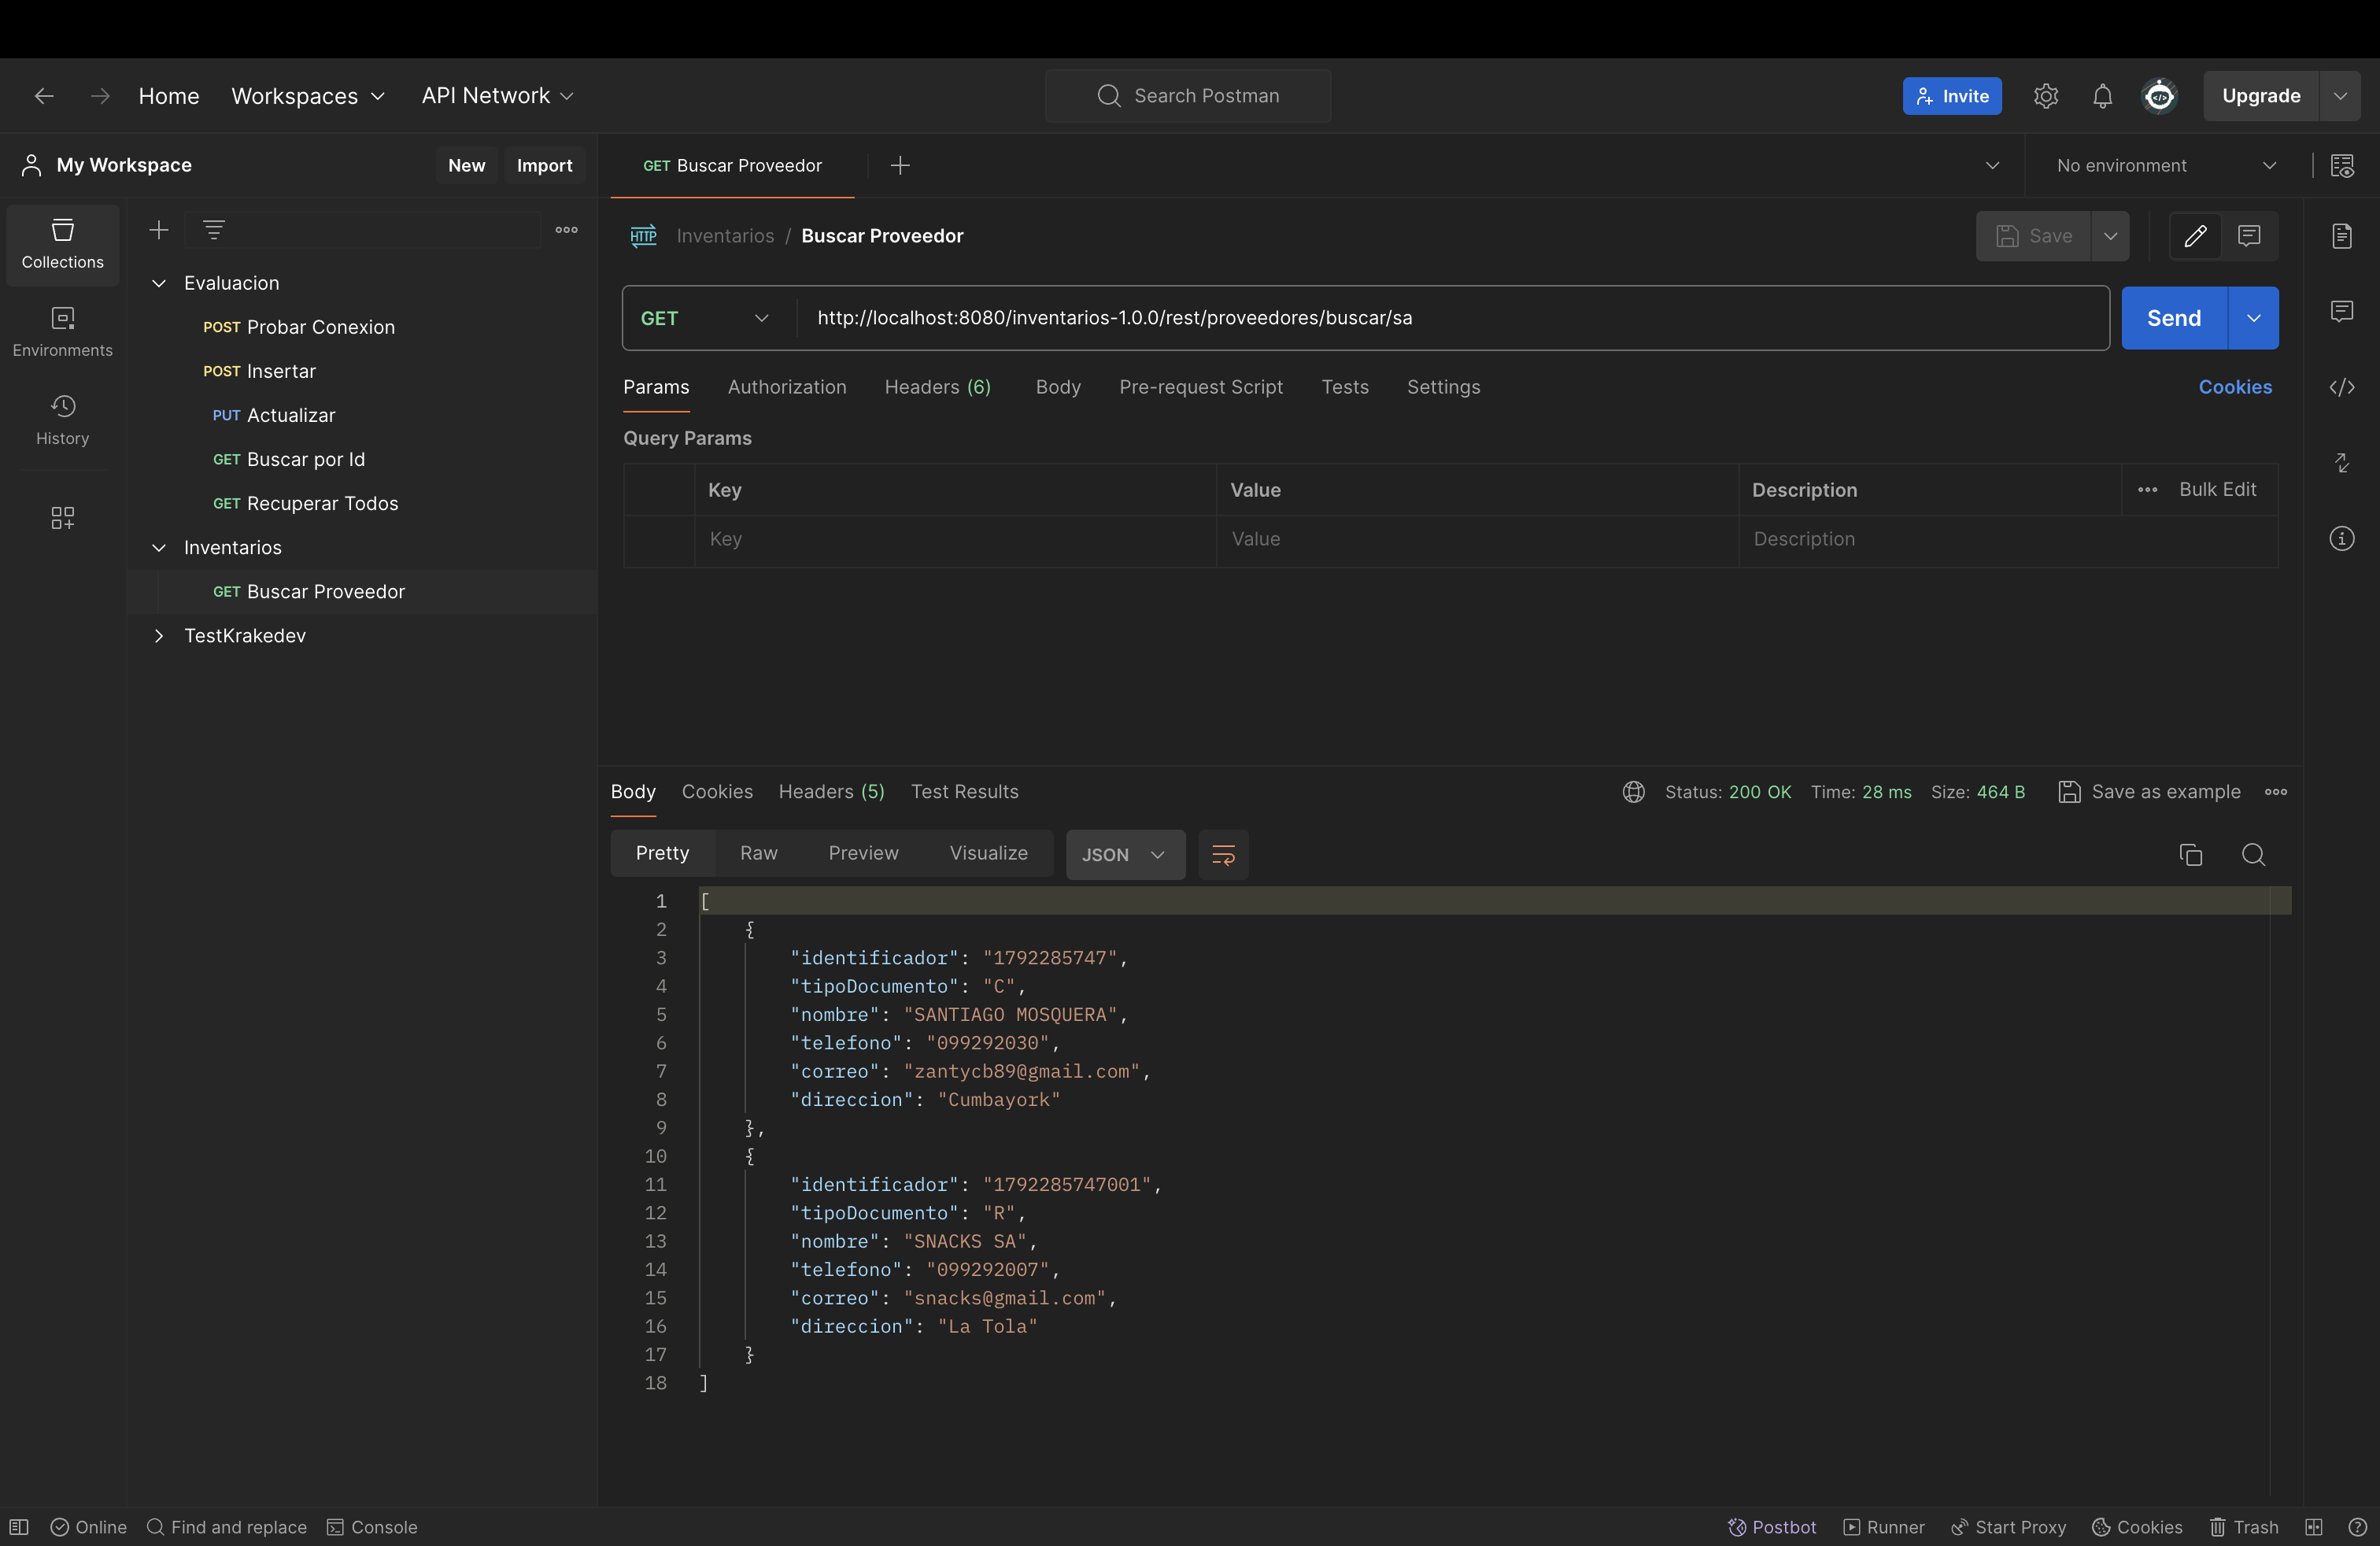 Home Workspaces API Network Search Postman Invite Upgrade
My Workspace New Import GET Buscar Proveedor No environment
Collections
Environments
History
Evaluacion
POST Probar Conexion
POST Insertar
PUT Actualizar
GET Buscar por Id
GET Recuperar Todos
Inventarios
GET Buscar Proveedor
TestKrakedev
HTTP Inventarios / Buscar Proveedor Save
GET http://localhost:8080/inventarios-1.0.0/rest/proveedores/buscar/sa Send
Params Authorization Headers (6) Body Pre-request Script Tests Settings Cookies
Query Params
Key Value Description Bulk Edit
Key Value Description
Body Cookies Headers (5) Test Results Status: 200 OK Time: 28 ms Size: 464 B Save as example
Pretty Raw Preview Visualize JSON
1 [
2 {
3 "identificador": "1792285747",
4 "tipoDocumento": "C",
5 "nombre": "SANTIAGO MOSQUERA",
6 "telefono": "099292030",
7 "correo": "zantycb89@gmail.com",
8 "direccion": "Cumbayork"
9 },
10 {
11 "identificador": "1792285747001",
12 "tipoDocumento": "R",
13 "nombre": "SNACKS SA",
14 "telefono": "099292007",
15 "correo": "snacks@gmail.com",
16 "direccion": "La Tola"
17 }
18 ]
Online Find and replace Console Postbot Runner Start Proxy Cookies Trash